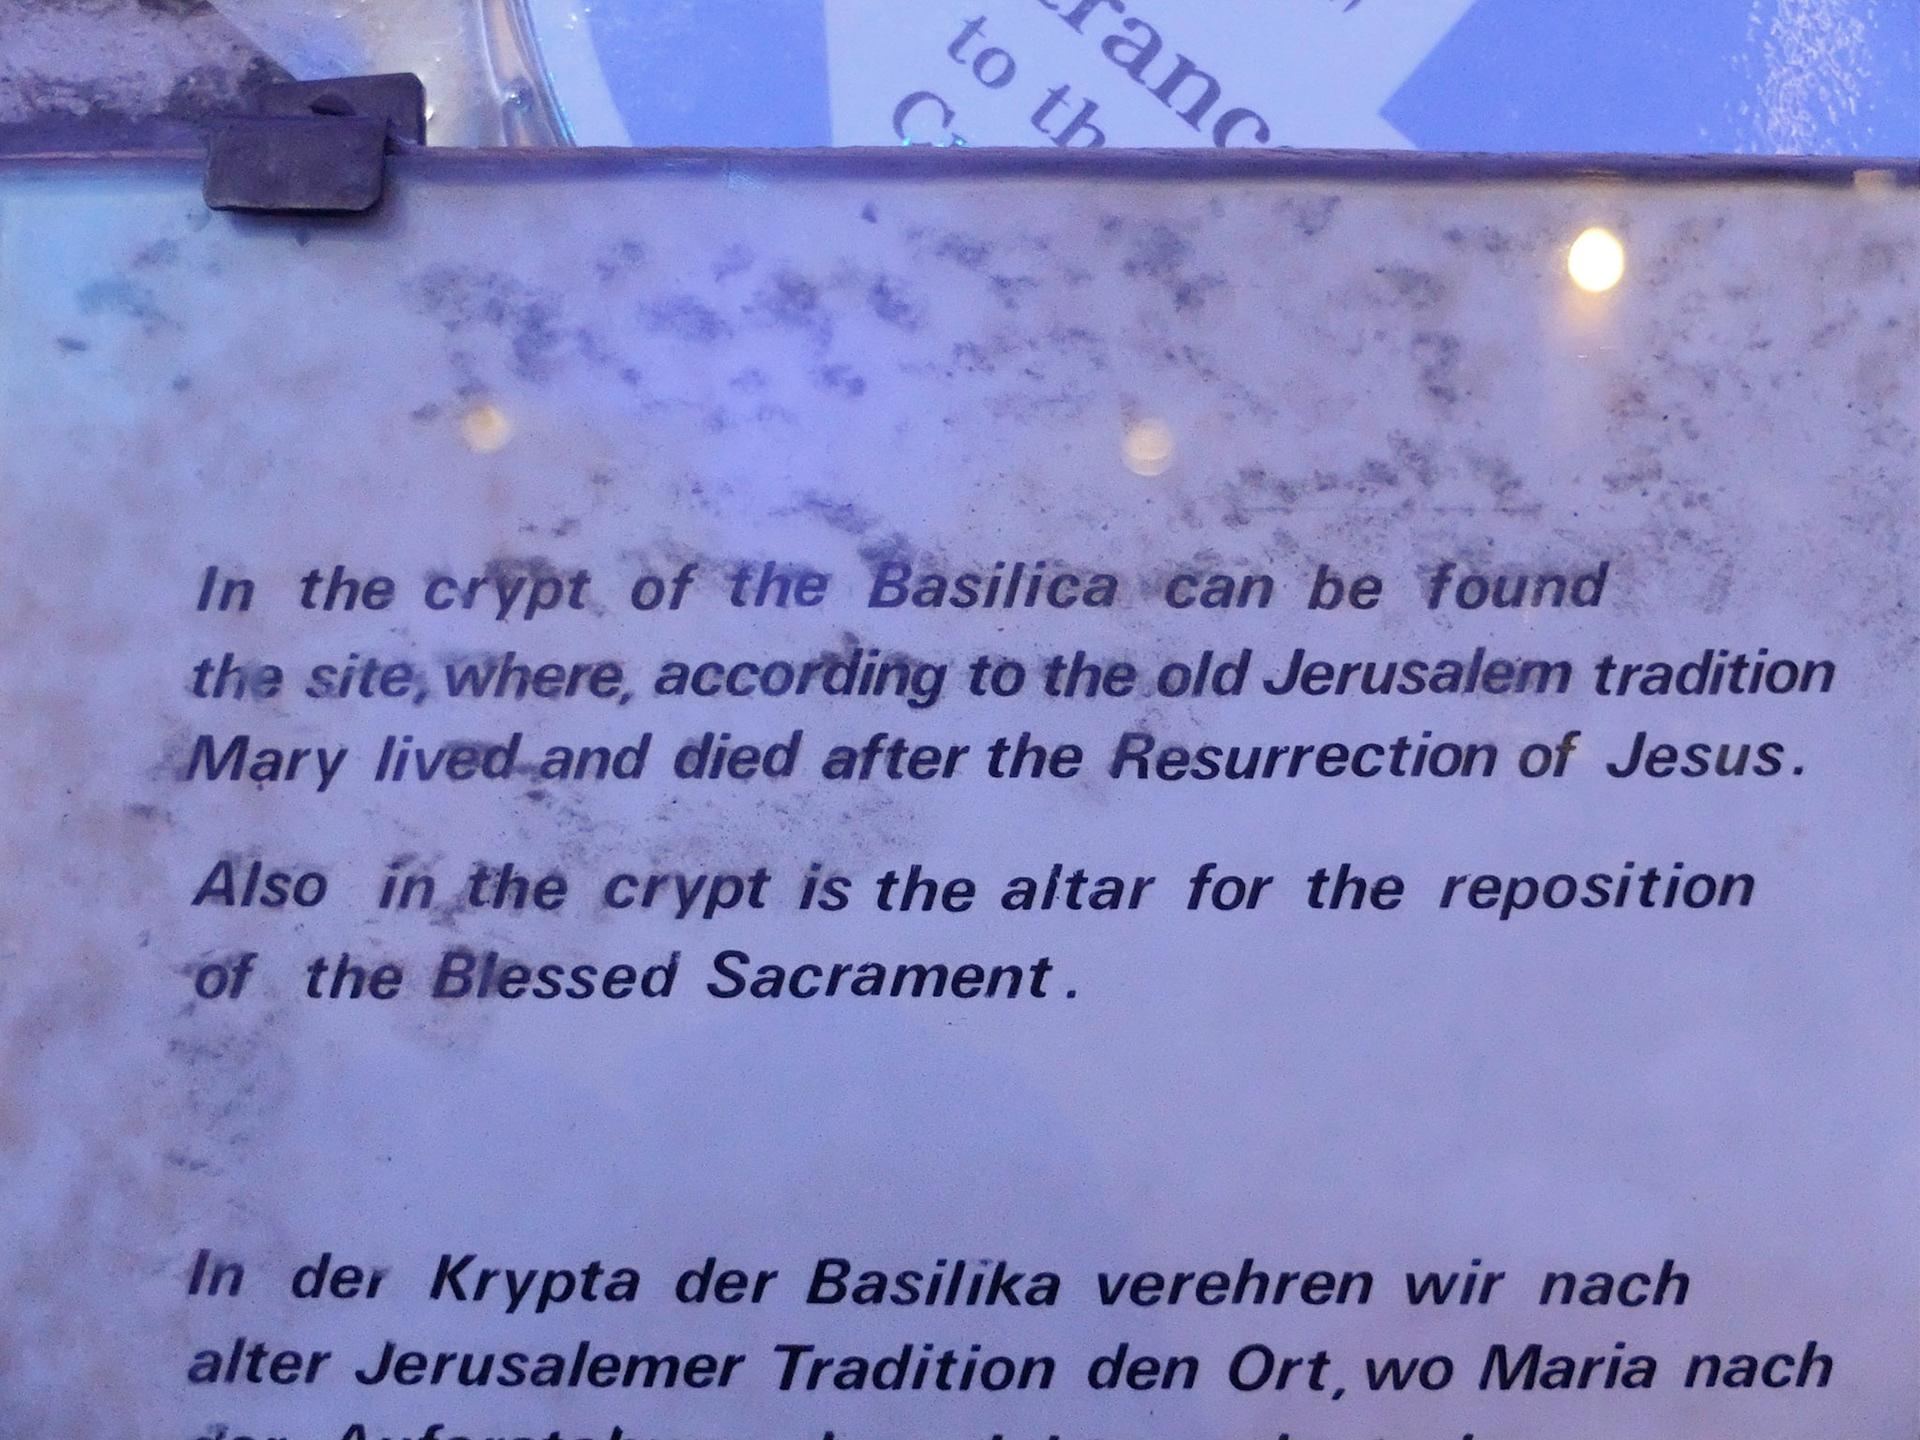 to th
In the crypt of the Basilica can be found
the site, where, according to the old Jerusalem tradition
Mary lived and died after the Resurrection of Jesus.
Also in the crypt is the altar for the reposition
of the Blessed Sacrament.
In der Krypta der Basilika verehren wir nach
alter Jerusalemer Tradition den Ort, wo Maria nach